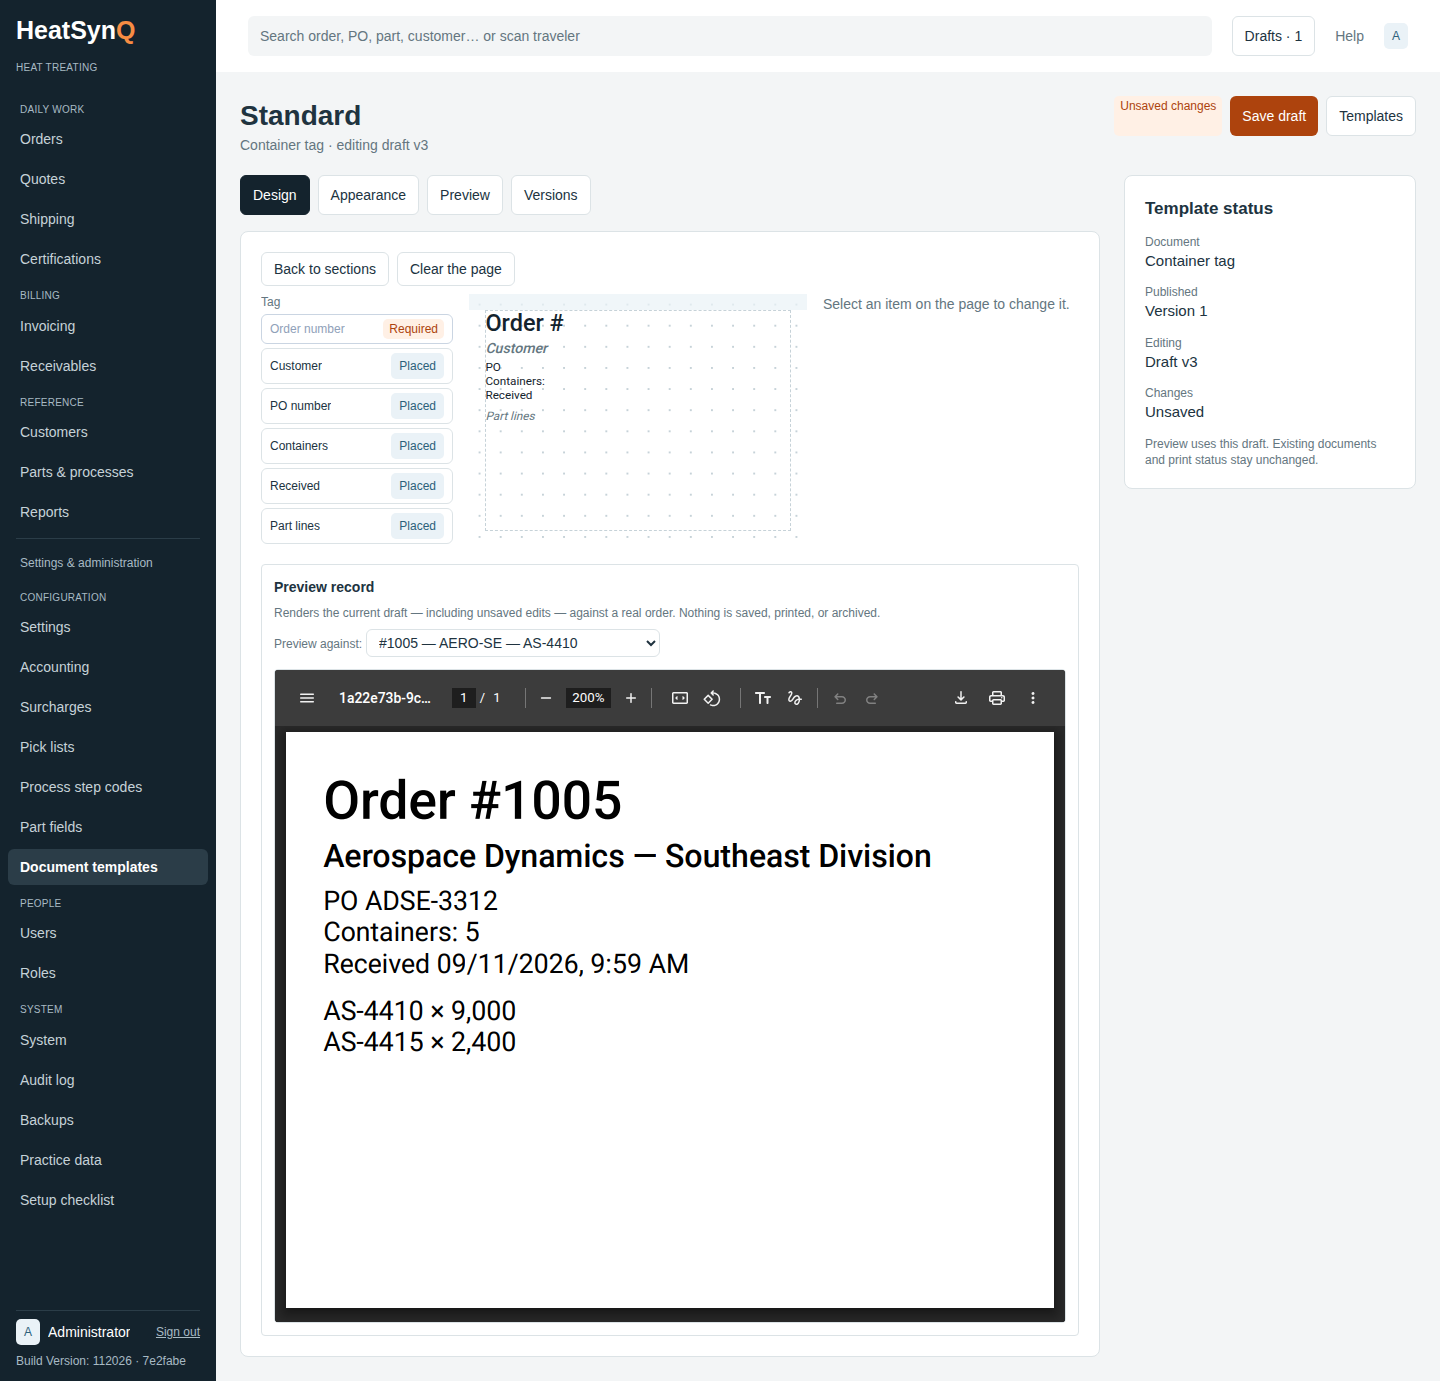 HeatSynQ
HEAT TREATING
DAILY WORK
Orders
Quotes
Shipping
Certifications
BILLING
Invoicing
Receivables
REFERENCE
Customers
Parts & processes
Reports
Settings & administration
CONFIGURATION
Settings
Accounting
Surcharges
Pick lists
Process step codes
Part fields
Document templates
PEOPLE
Users
Roles
SYSTEM
System
Audit log
Backups
Practice data
Setup checklist
A Administrator Sign out
Build Version: 112026 · 7e2fabe
Search order, PO, part, customer… or scan traveler
Drafts · 1
Help
A
Standard
Container tag · editing draft v3
Unsaved changes
Save draft
Templates
Design
Appearance
Preview
Versions
Back to sections
Clear the page
Tag
Order number Required
Customer Placed
PO number Placed
Containers Placed
Received Placed
Part lines Placed
Order #
Customer
PO
Containers:
Received
Part lines
Select an item on the page to change it.
Preview record
Renders the current draft — including unsaved edits — against a real order. Nothing is saved, printed, or archived.
Preview against: #1005 — AERO-SE — AS-4410
1a22e73b-9c… 1 / 1 200%
Order #1005
Aerospace Dynamics — Southeast Division
PO ADSE-3312
Containers: 5
Received 09/11/2026, 9:59 AM
AS-4410 × 9,000
AS-4415 × 2,400
Template status
Document
Container tag
Published
Version 1
Editing
Draft v3
Changes
Unsaved
Preview uses this draft. Existing documents
and print status stay unchanged.